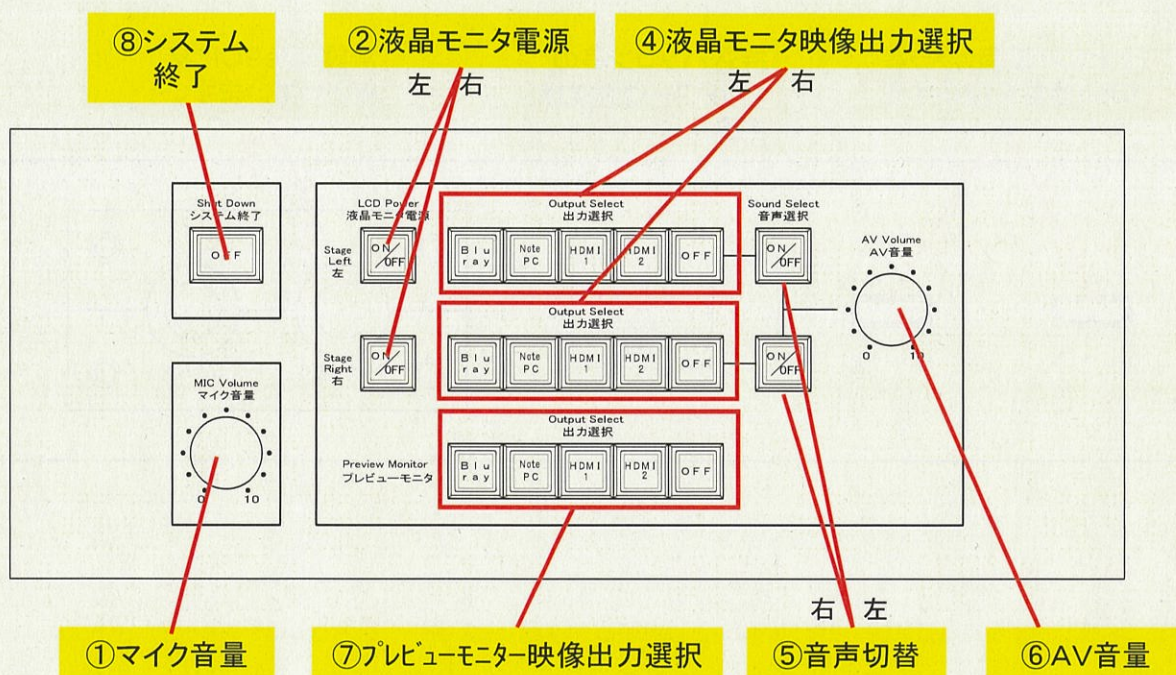 ⑧システム
終了
②液晶モニタ電源
左 右
④液晶モニタ映像出力選択
左 右
Shut Down
システム終了
OFF
MIC Volume
マイク音量
0 10
LCD Power
液晶モニタ電源
Stage
Left
左
ON/OFF
Output Select
出力選択
Blu ray
Note PC
HDMI 1
HDMI 2
OFF
Sound Select
音声選択
ON/OFF
AV Volume
AV音量
0 10
Stage
Right
右
ON/OFF
Output Select
出力選択
Blu ray
Note PC
HDMI 1
HDMI 2
OFF
ON/OFF
Preview Monitor
プレビューモニタ
Output Select
出力選択
Blu ray
Note PC
HDMI 1
HDMI 2
OFF
右 左
①マイク音量
⑦プレビューモニター映像出力選択
⑤音声切替
⑥AV音量